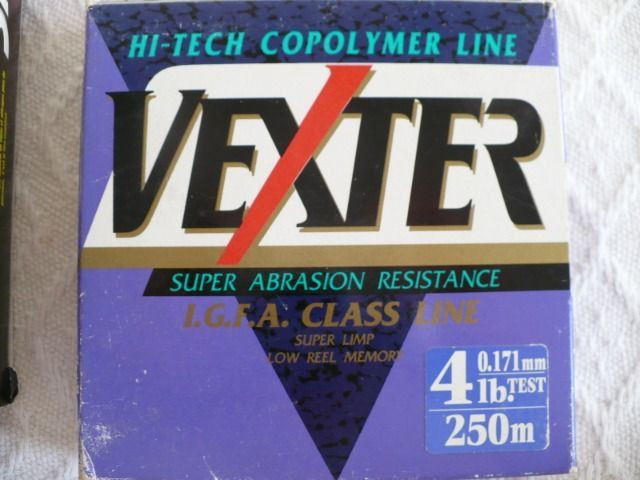 HI-TECH COPOLYMER LINE
VEXTER
SUPER ABRASION RESISTANCE
I.G.F.A. CLASS LINE
SUPER LIMP
LOW REEL MEMORY
4 lb. TEST
0.171mm
250m